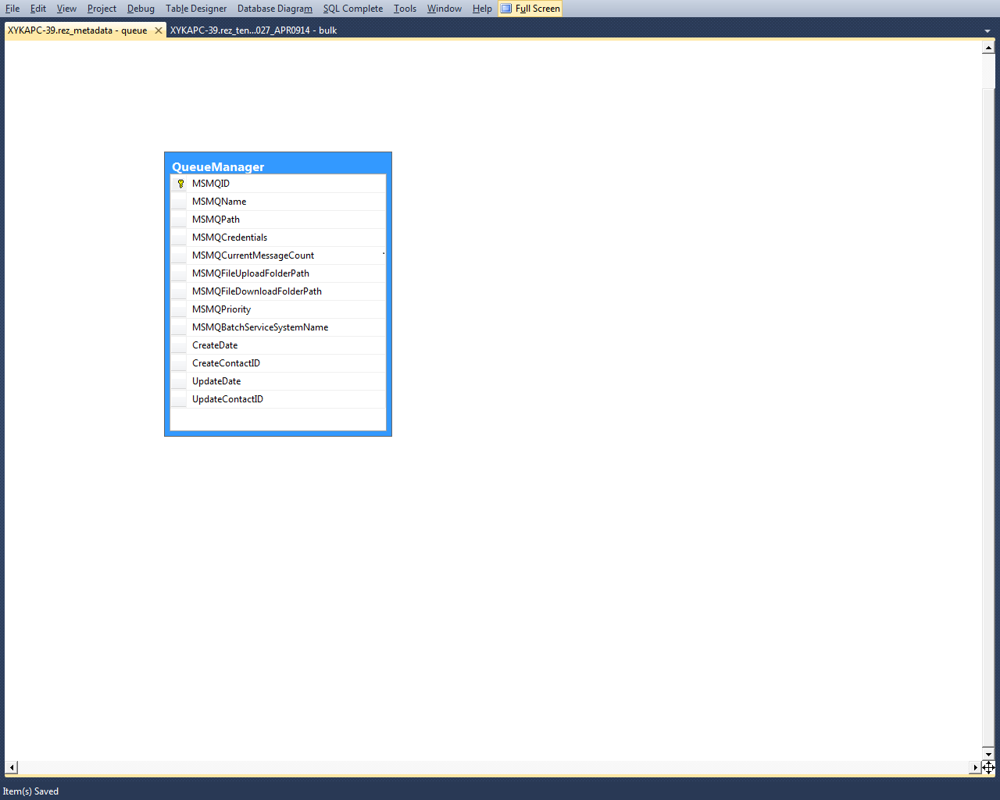 File Edit View Project Debug Table Designer Database Diagram SQL Complete Tools Window Help Full Screen
XYKAPC-39.rez_metadata - queue XYKAPC-39.rez_ten...027_APR0914 - bulk
QueueManager
MSMQID
MSMQName
MSMQPath
MSMQCredentials
MSMQCurrentMessageCount
MSMQFileUploadFolderPath
MSMQFileDownloadFolderPath
MSMQPriority
MSMQBatchServiceSystemName
CreateDate
CreateContactID
UpdateDate
UpdateContactID
Item(s) Saved